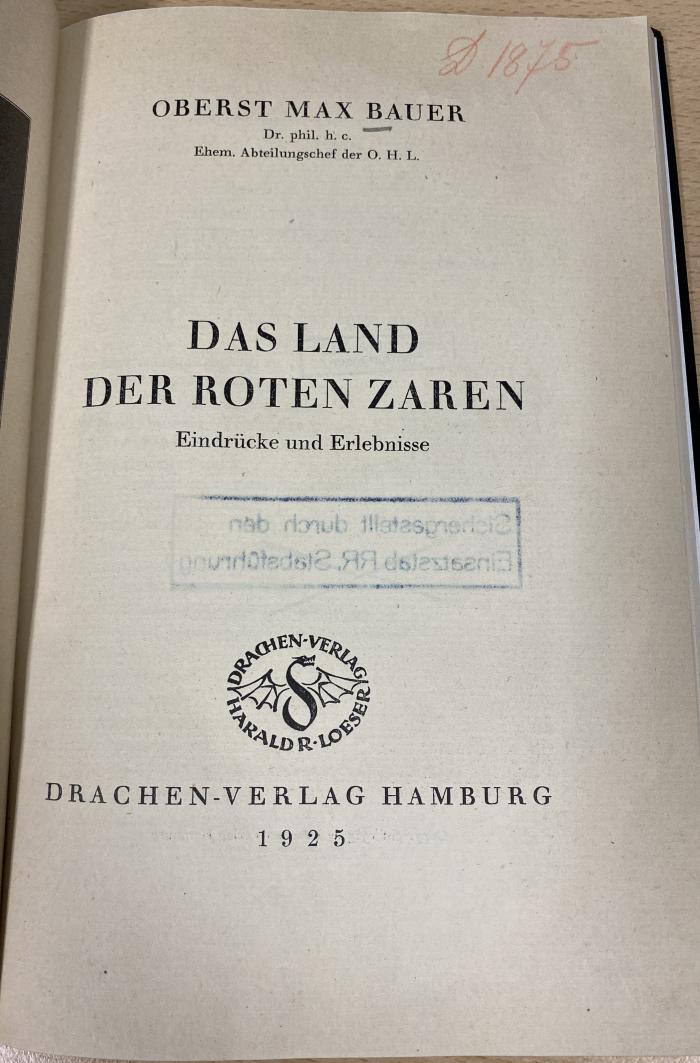 D 1875
OBERST MAX BAUER
Dr. phil. h. c.
Ehem. Abteilungschef der O. H. L.
DAS LAND
DER ROTEN ZAREN
Eindrücke und Erlebnisse
Sichergestellt durch den
Einsatzstab RR. Stabsführung
DRACHEN-VERLAG
HARALD R. LOESER
DRACHEN-VERLAG HAMBURG
1925